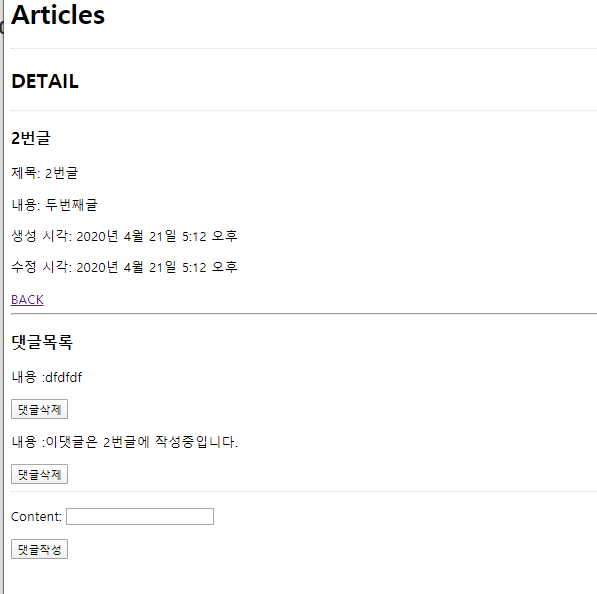 Articles
DETAIL
2번글
제목: 2번글
내용: 두번째글
생성 시각: 2020년 4월 21일 5:12 오후
수정 시각: 2020년 4월 21일 5:12 오후
BACK
댓글목록
내용 :dfdfdf
댓글삭제
내용 :이댓글은 2번글에 작성중입니다.
댓글삭제
Content:
댓글작성